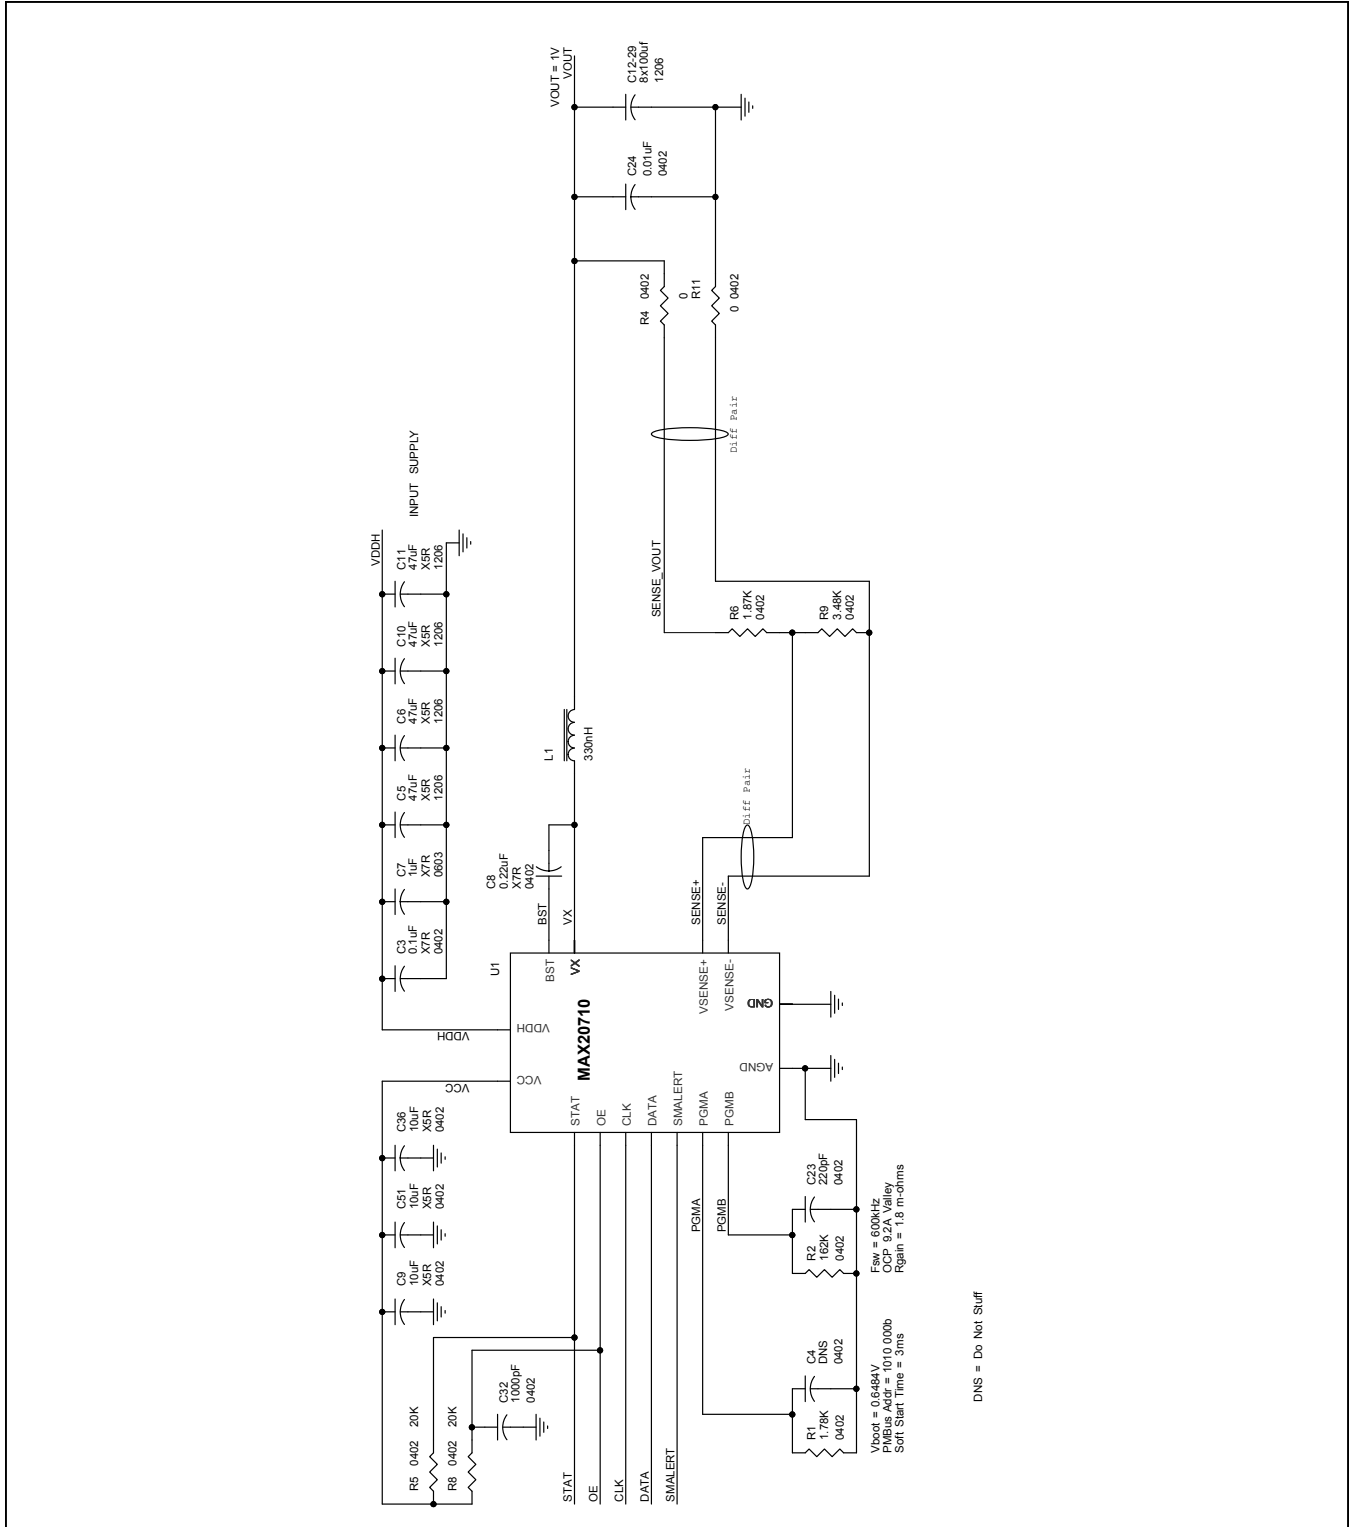 VOUT = 1V
VOUT
C12-29
8x100uf
1206
C24
0.01uF
0402
R4 0402
0
R11
0 0402
Diff Pair
INPUT SUPPLY
VDDH
C11
47uF
X5R
1206
C10
47uF
X5R
1206
C6
47uF
X5R
1206
C5
47uF
X5R
1206
C7
1uF
X7R
0603
C3
0.1uF
X7R
0402
SENSE_VOUT
R6
1.87K
0402
R9
3.48K
0402
L1
330nH
C8
0.22uF
X7R
0402
BST
VX
Diff Pair
SENSE+
SENSE-
U1
MAX20710
BST
VX
VSENSE+
VSENSE-
GND
AGND
VDDH
VCC
STAT
OE
CLK
DATA
SMALERT
PGMA
PGMB
VDDH
VCC
C36
10uF
X5R
0402
C51
10uF
X5R
0402
C9
10uF
X5R
0402
R5 0402 20K
R8 0402 20K
C32
1000pF
0402
STAT
OE
CLK
DATA
SMALERT
PGMA
PGMB
C23
220pF
0402
R2
162K
0402
Fsw = 600kHz
OCP 9.2A Valley
Rgain = 1.8 m-ohms
C4
DNS
0402
R1
1.78K
0402
Vboot = 0.6484V
PMBus Addr = 1010 000b
Soft Start Time = 3ms
DNS = Do Not Stuff